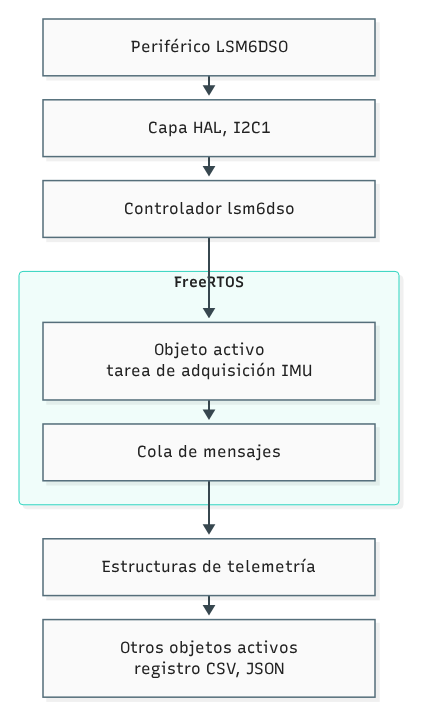 Periférico LSM6DSO
Capa HAL, I2C1
Controlador lsm6dso
FreeRTOS
Objeto activo
tarea de adquisición IMU
Cola de mensajes
Estructuras de telemetría
Otros objetos activos
registro CSV, JSON